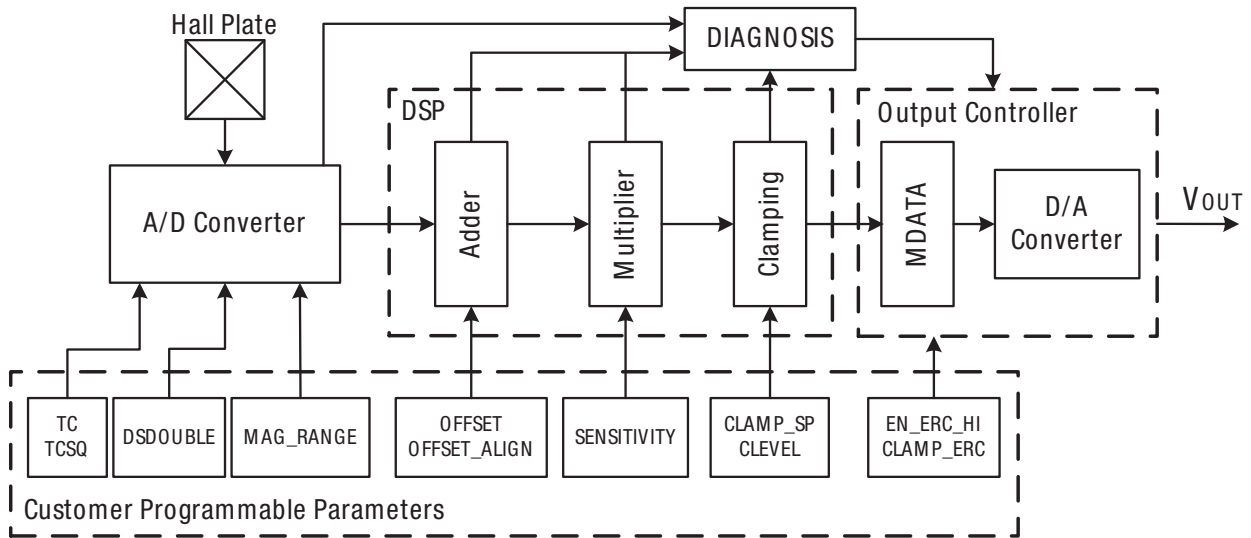 Hall Plate
DIAGNOSIS
DSP
Output Controller
A/D Converter
Adder
Multiplier
Clamping
MDATA
D/A
Converter
VOUT
TC
TCSQ
DSDOUBLE
MAG_RANGE
OFFSET
OFFSET_ALIGN
SENSITIVITY
CLAMP_SP
CLEVEL
EN_ERC_HI
CLAMP_ERC
Customer Programmable Parameters